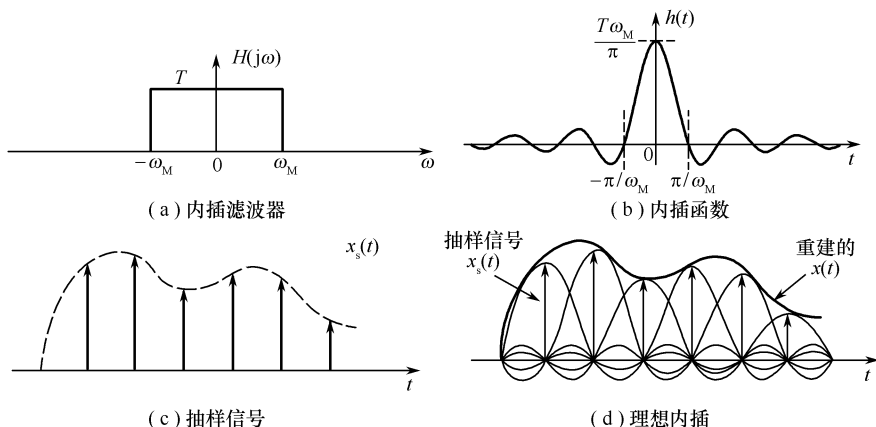 H(jω)
T
−ω_M 0 ω_M ω
(a)内插滤波器
h(t)
Tω_M/π
0 t
−π/ω_M π/ω_M
(b)内插函数
x_s(t)
t
(c)抽样信号
抽样信号
x_s(t)
重建的
x(t)
t
(d)理想内插